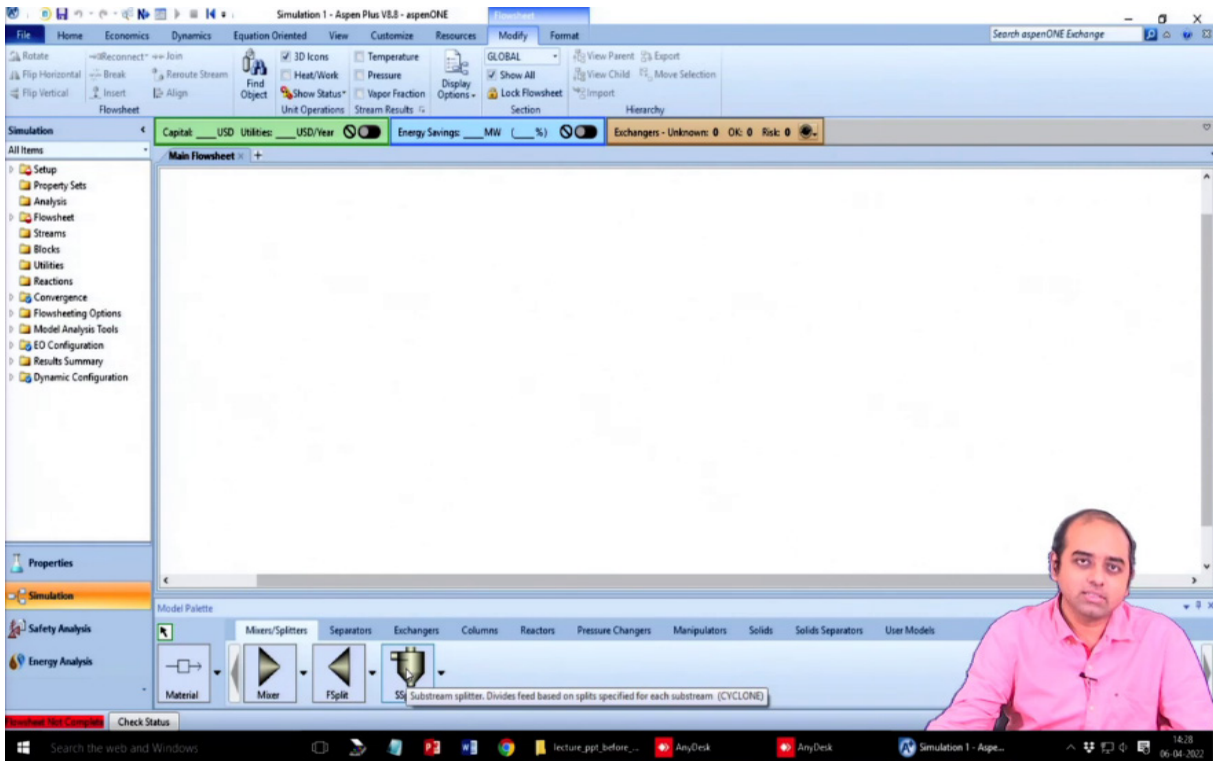 Simulation 1 - Aspen Plus V8.8 - aspenONE
Flowsheet
File Home Economics Dynamics Equation Oriented View Customize Resources Modify Format
Search aspenONE Exchange
Rotate Reconnect Join
Flip Horizontal Break Reroute Stream
Flip Vertical Insert Align
Flowsheet
Find Object
3D Icons
Heat/Work
Show Status
Unit Operations
Temperature
Pressure
Vapor Fraction
Stream Results
Display Options
GLOBAL
Show All
Lock Flowsheet
Section
View Parent Export
View Child Move Selection
Import
Hierarchy
Simulation
All Items
Capital: ___ USD Utilities: ___ USD/Year
Energy Savings: ___ MW ( ___ %)
Exchangers - Unknown: 0 OK: 0 Risk: 0
Main Flowsheet × +
Setup
Property Sets
Analysis
Flowsheet
Streams
Blocks
Utilities
Reactions
Convergence
Flowsheeting Options
Model Analysis Tools
EO Configuration
Results Summary
Dynamic Configuration
Properties
Simulation
Safety Analysis
Energy Analysis
Model Palette
Mixers/Splitters Separators Exchangers Columns Reactors Pressure Changers Manipulators Solids Solids Separators User Models
Material Mixer FSplit
Substream splitter. Divides feed based on splits specified for each substream (CYCLONE)
Flowsheet Not Complete Check Status
Search the web and Windows
lecture_ppt_before_... AnyDesk AnyDesk Simulation 1 - Aspe...
14:28
06-04-2022